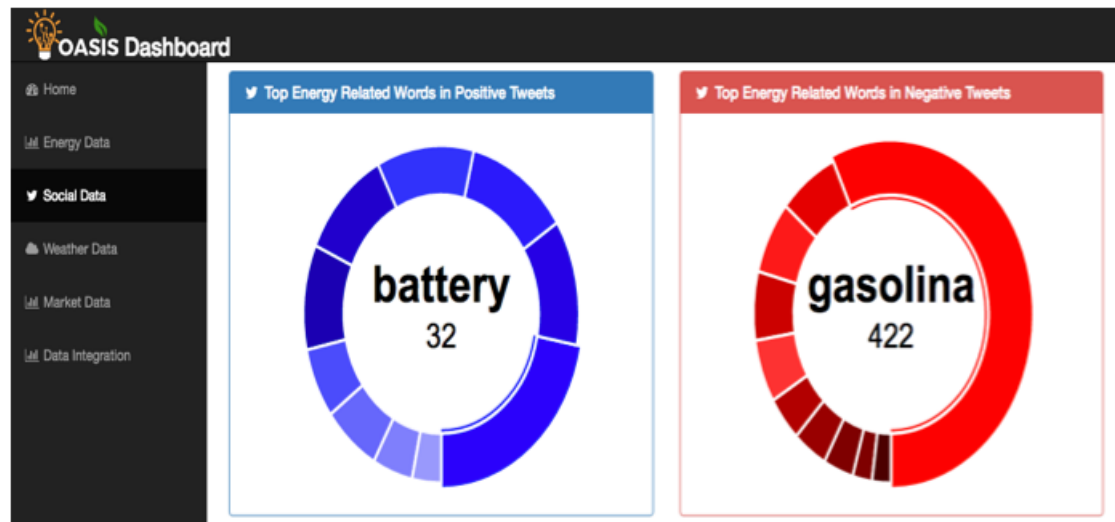 OASIS Dashboard
Home
Energy Data
Social Data
Weather Data
Market Data
Data Integration
Top Energy Related Words in Positive Tweets
battery
32
Top Energy Related Words in Negative Tweets
gasolina
422